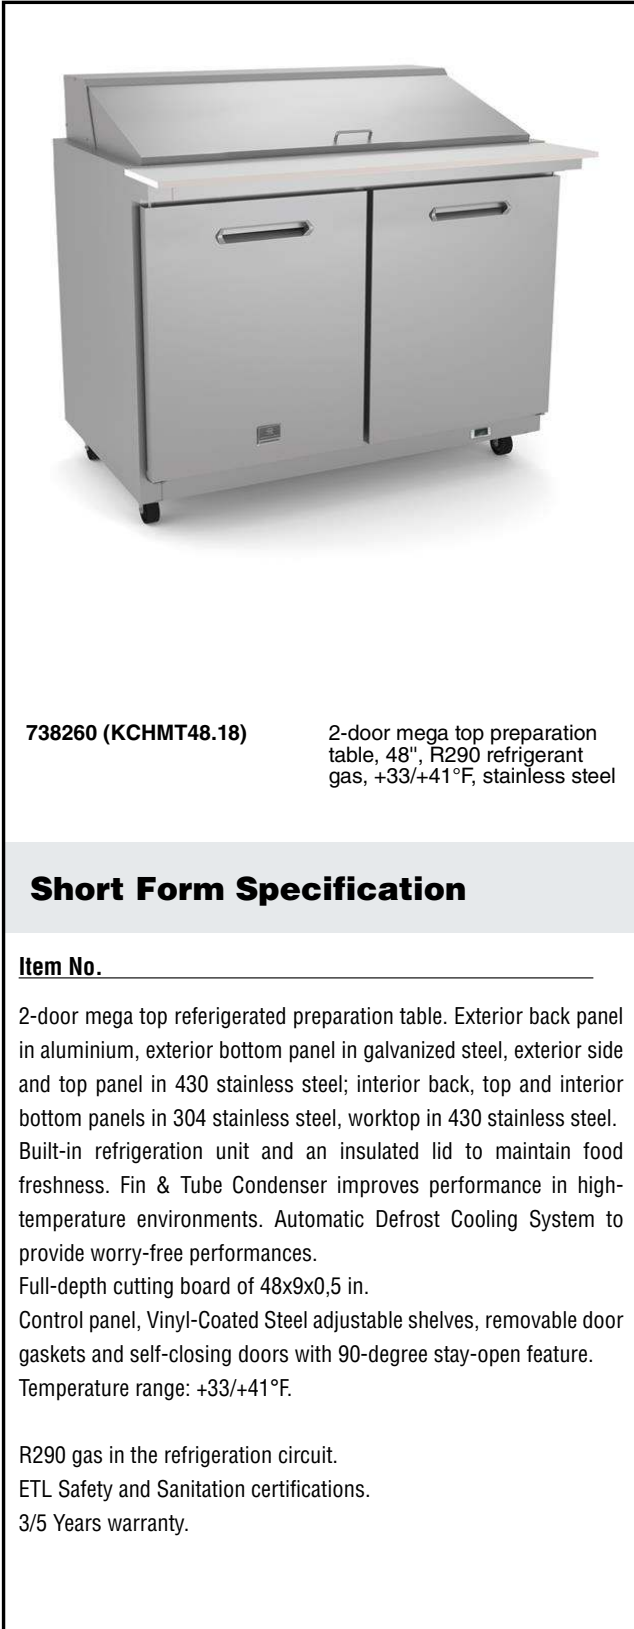 738260 (KCHMT48.18)
2-door mega top preparation
table, 48", R290 refrigerant
gas, +33/+41°F, stainless steel
Short Form Specification
Item No.
2-door mega top referigerated preparation table. Exterior back panel
in aluminium, exterior bottom panel in galvanized steel, exterior side
and top panel in 430 stainless steel; interior back, top and interior
bottom panels in 304 stainless steel, worktop in 430 stainless steel.
Built-in refrigeration unit and an insulated lid to maintain food
freshness. Fin & Tube Condenser improves performance in high-
temperature environments. Automatic Defrost Cooling System to
provide worry-free performances.
Full-depth cutting board of 48x9x0,5 in.
Control panel, Vinyl-Coated Steel adjustable shelves, removable door
gaskets and self-closing doors with 90-degree stay-open feature.
Temperature range: +33/+41°F.
R290 gas in the refrigeration circuit.
ETL Safety and Sanitation certifications.
3/5 Years warranty.